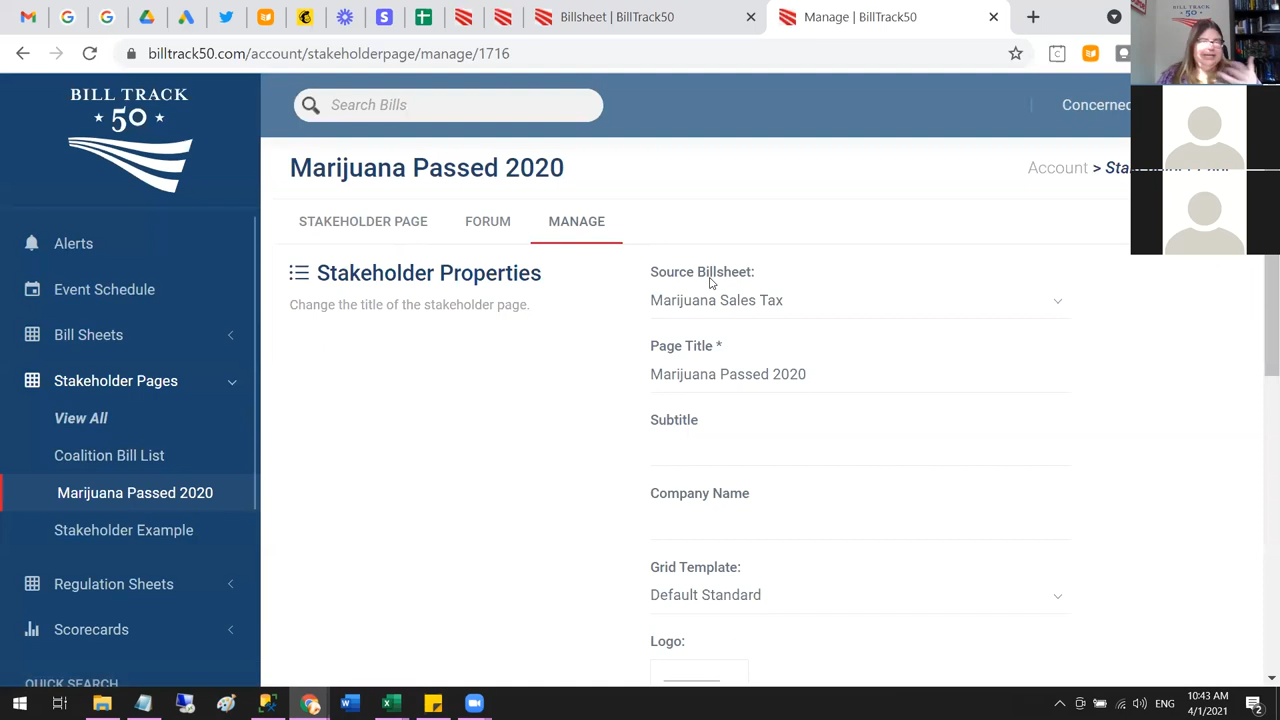 Billsheet | BillTrack50
Manage | BillTrack50
billtrack50.com/account/stakeholderpage/manage/1716
BILL TRACK
50
BILL TRACK
50
Search Bills
Concerned
Marijuana Passed 2020
Account >
STAKEHOLDER PAGE
FORUM
MANAGE
Alerts
Event Schedule
Bill Sheets
Stakeholder Pages
View All
Coalition Bill List
Marijuana Passed 2020
Stakeholder Example
Regulation Sheets
Scorecards
QUICK SEARCH
Stakeholder Properties
Change the title of the stakeholder page.
Source Billsheet:
Marijuana Sales Tax
Page Title *
Marijuana Passed 2020
Subtitle
Company Name
Grid Template:
Default Standard
Logo:
ENG
10:43 AM
4/1/2021
2